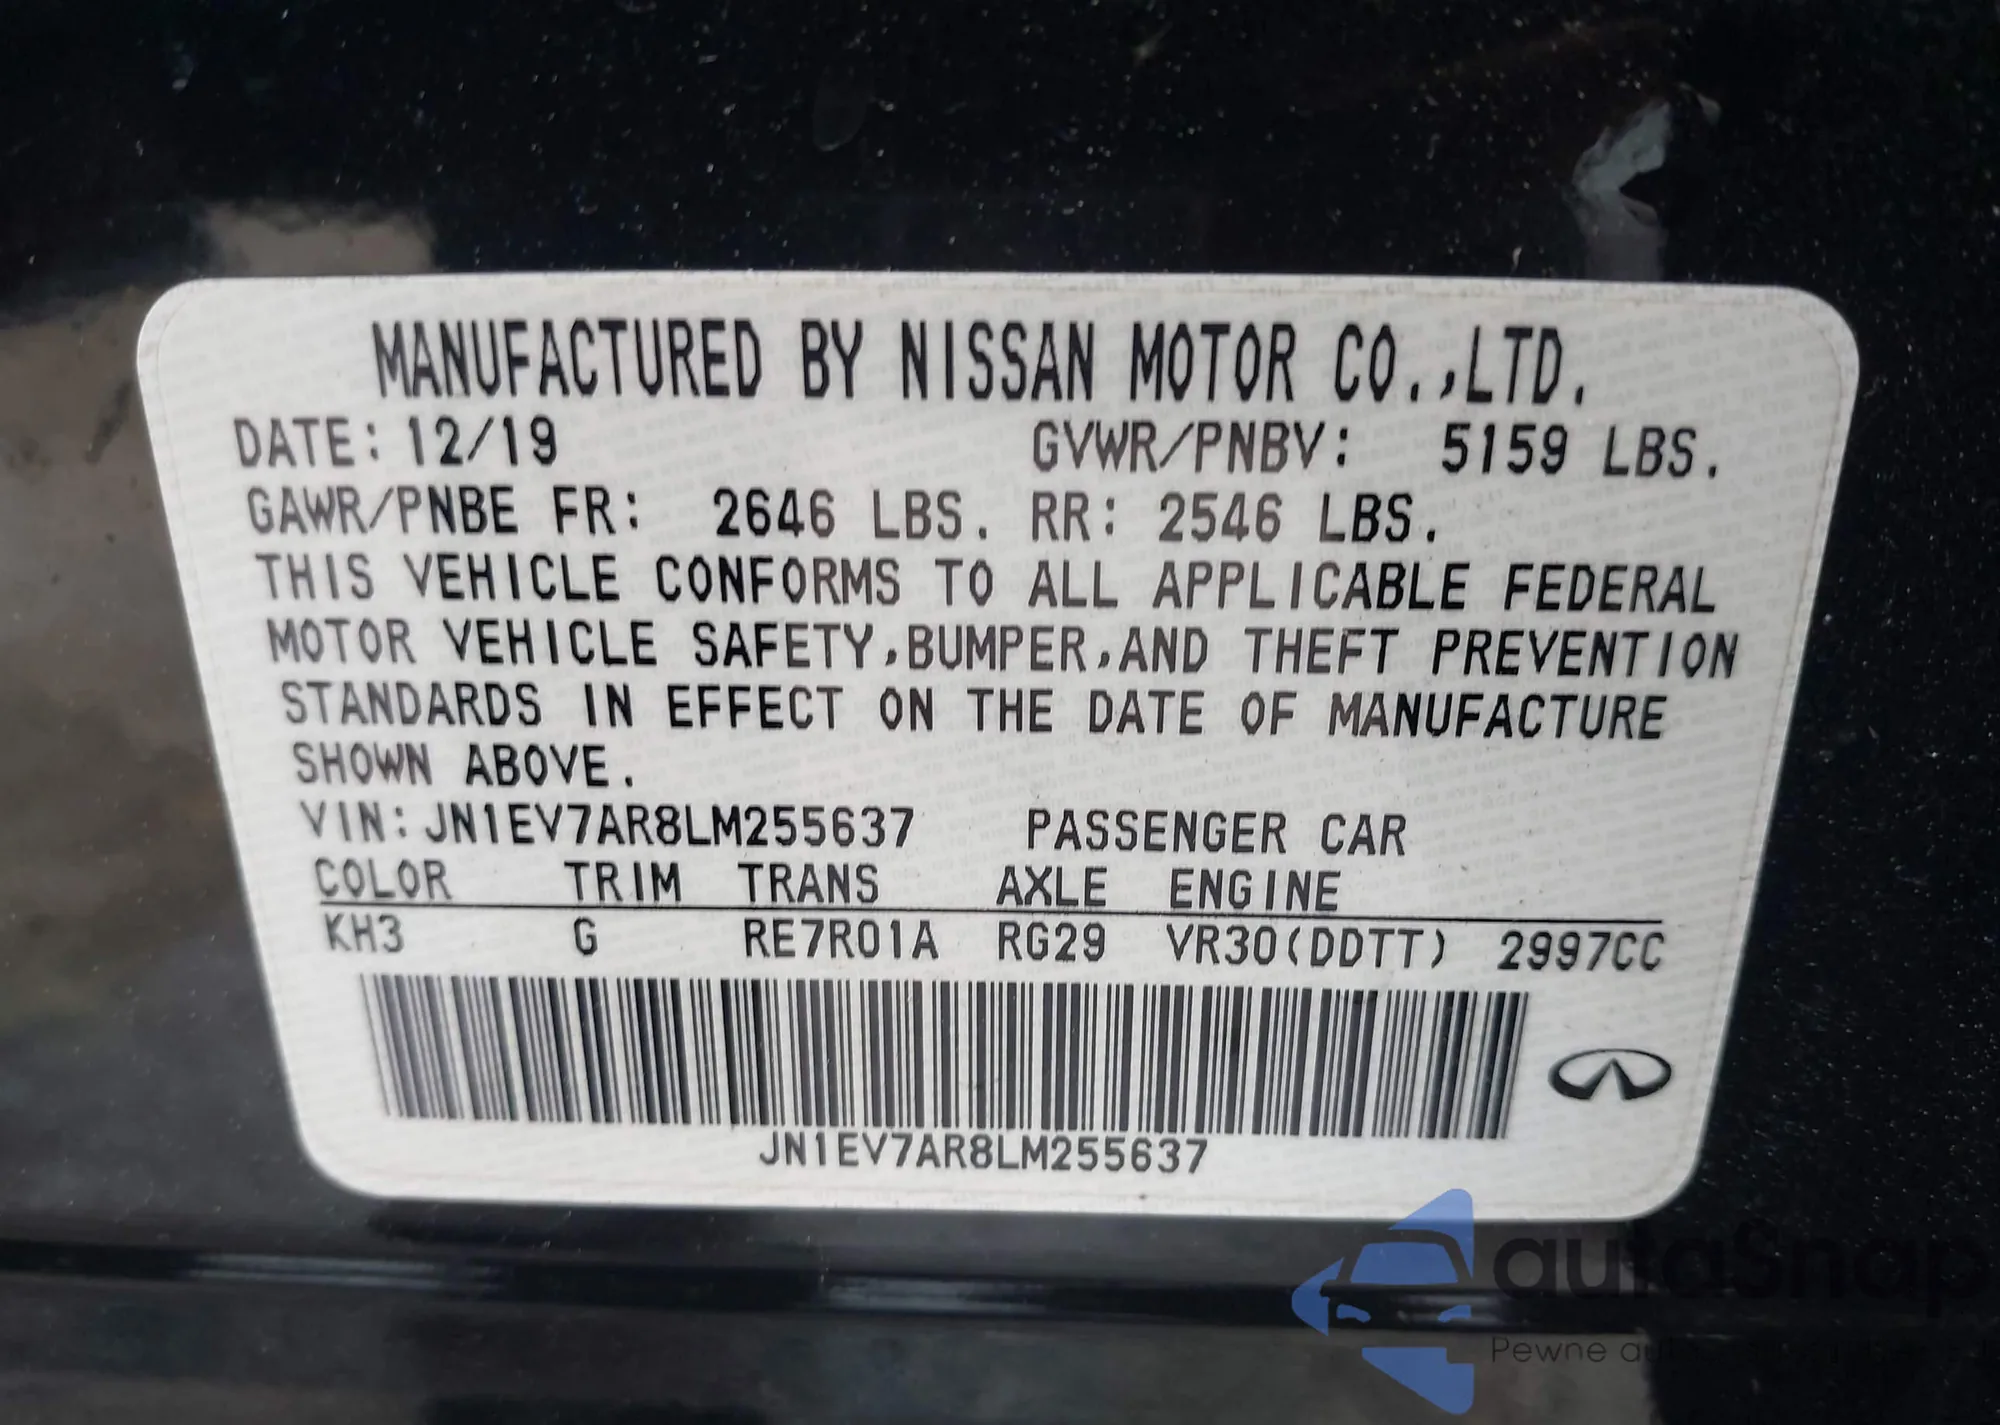 MANUFACTURED BY NISSAN MOTOR CO.,LTD.
DATE: 12/19 GVWR/PNBV: 5159 LBS.
GAWR/PNBE FR: 2646 LBS. RR: 2546 LBS.
THIS VEHICLE CONFORMS TO ALL APPLICABLE FEDERAL
MOTOR VEHICLE SAFETY,BUMPER,AND THEFT PREVENTION
STANDARDS IN EFFECT ON THE DATE OF MANUFACTURE
SHOWN ABOVE.
VIN: JN1EV7AR8LM255637 PASSENGER CAR
COLOR TRIM TRANS AXLE ENGINE
KH3 G RE7R01A RG29 VR30(DDTT) 2997CC
JN1EV7AR8LM255637
autaSnap
Pewne